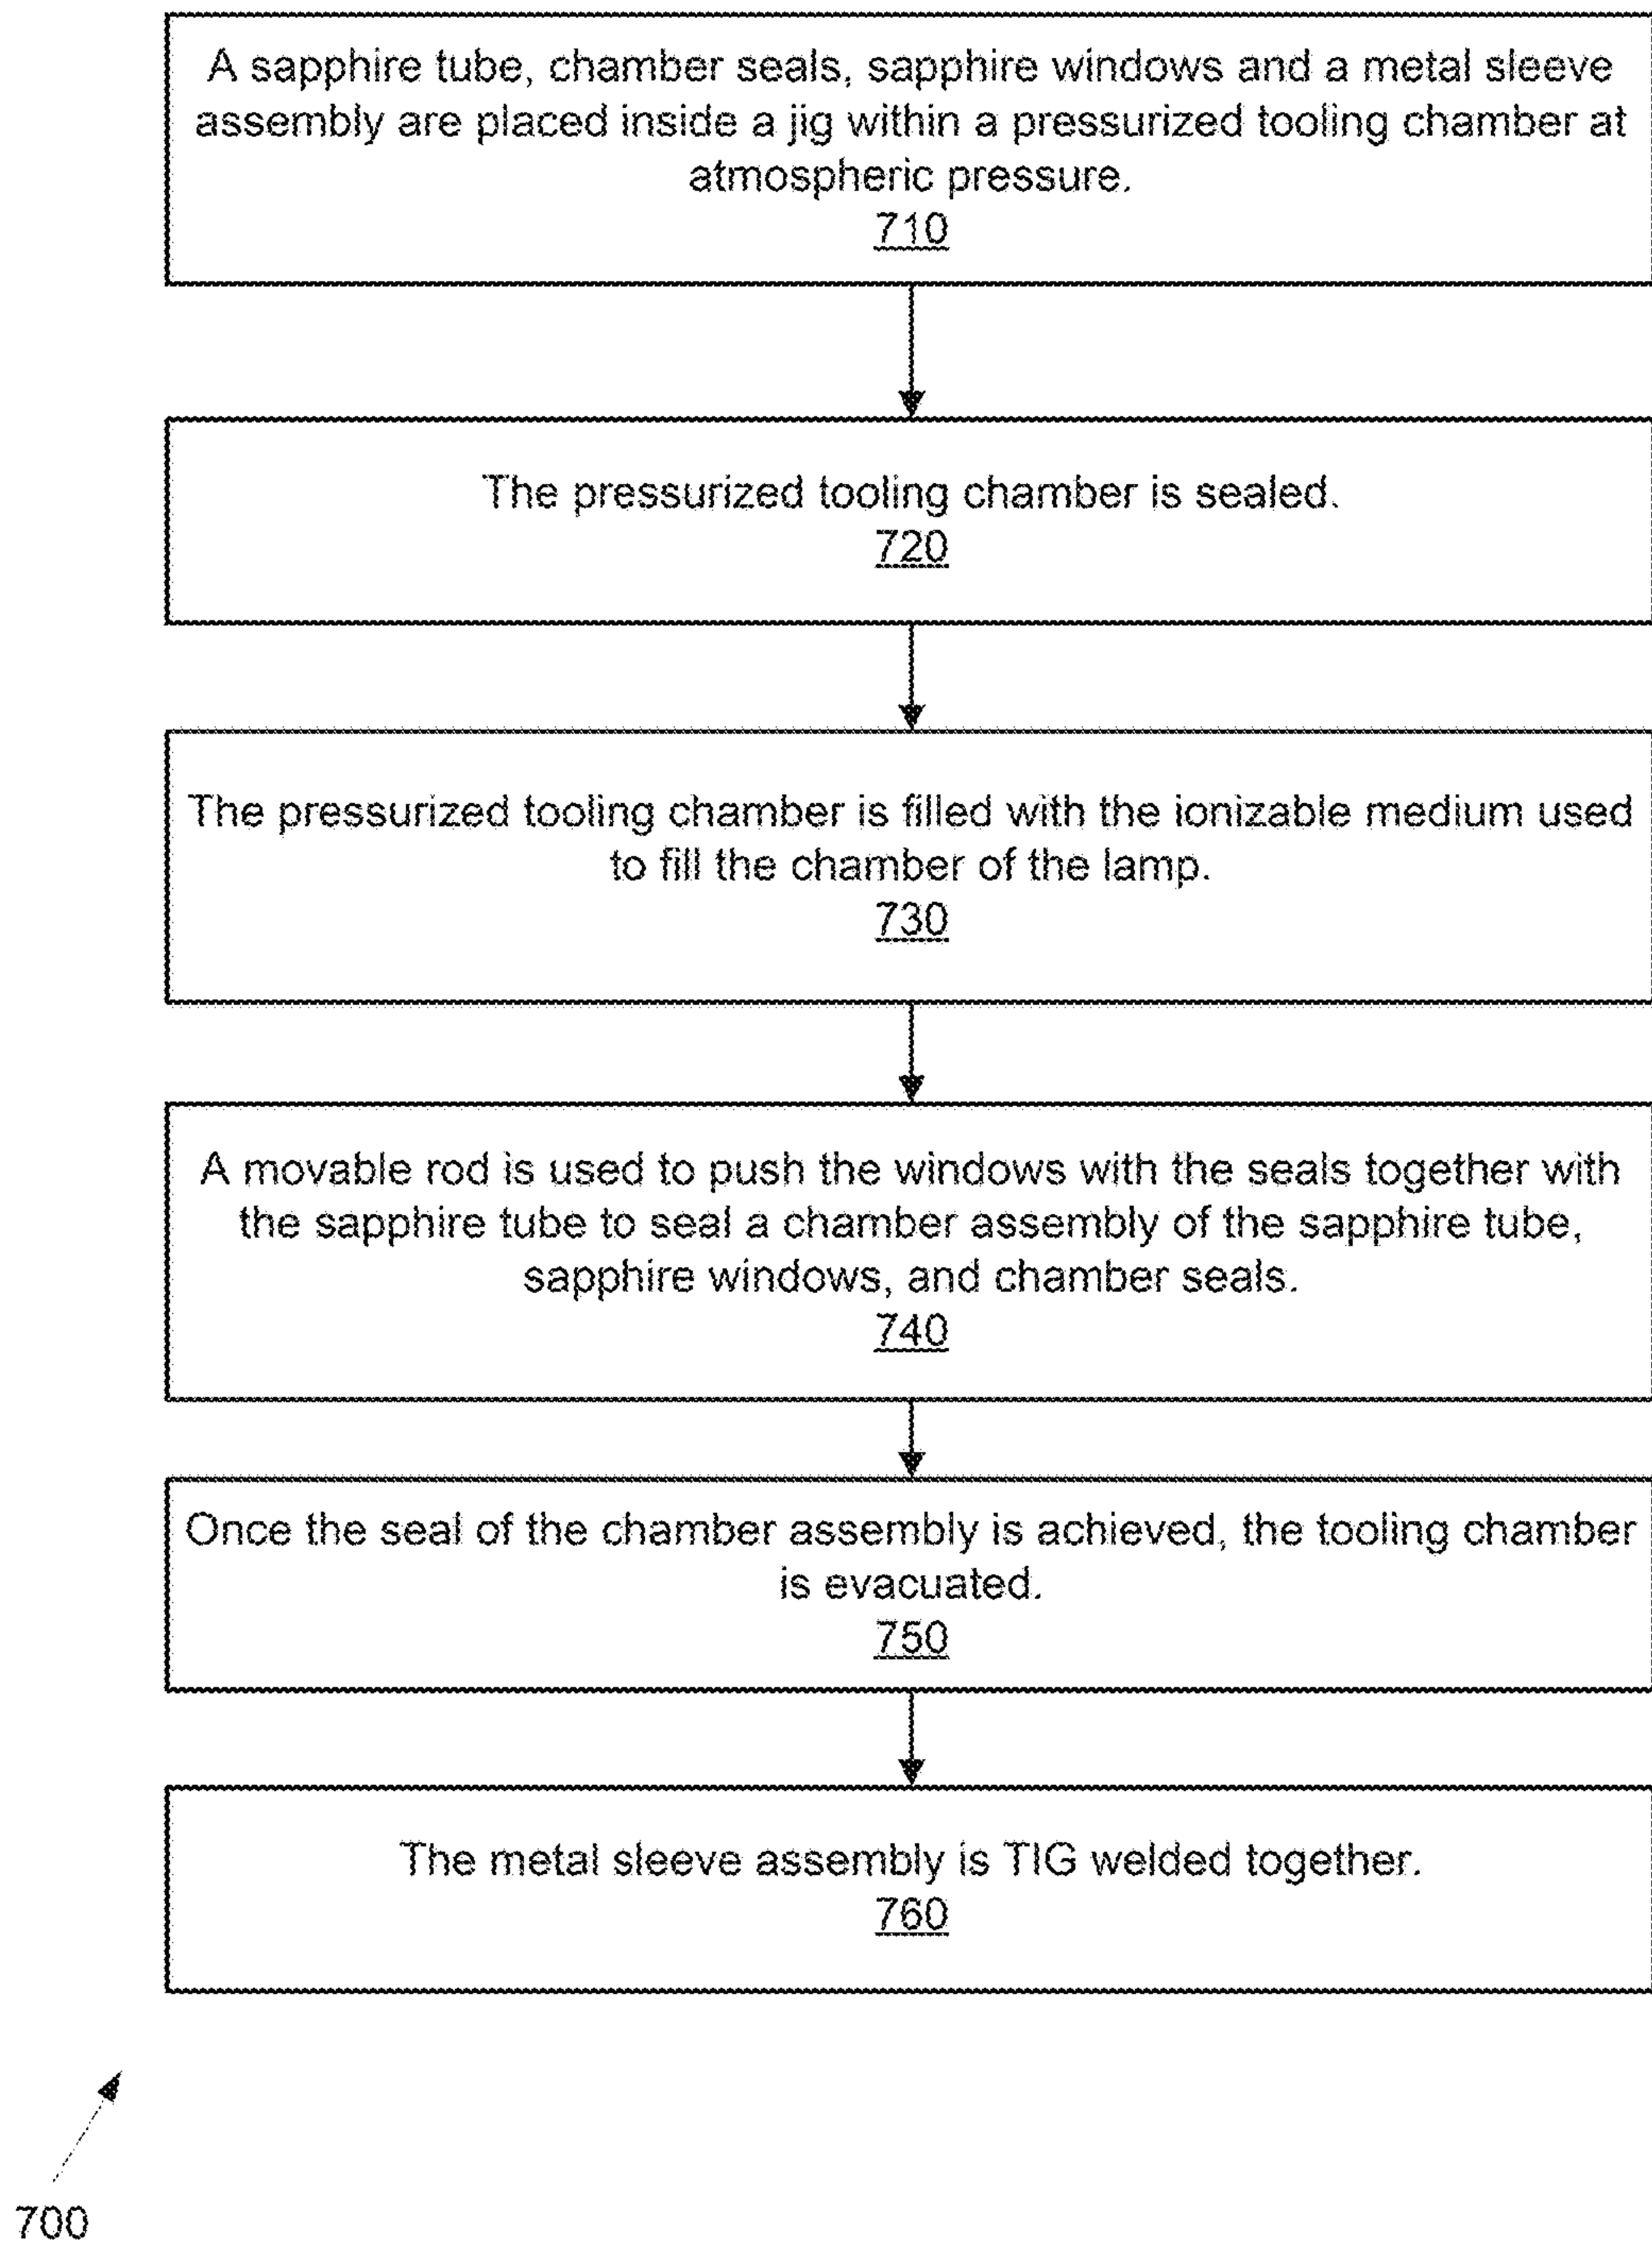 A sapphire tube, chamber seals, sapphire windows and a metal sleeve
assembly are placed inside a jig within a pressurized tooling chamber at
atmospheric pressure.
710
The pressurized tooling chamber is sealed.
720
The pressurized tooling chamber is filled with the ionizable medium used
to fill the chamber of the lamp.
730
A movable rod is used to push the windows with the seals together with
the sapphire tube to seal a chamber assembly of the sapphire tube,
sapphire windows, and chamber seals.
740
Once the seal of the chamber assembly is achieved, the tooling chamber
is evacuated.
750
The metal sleeve assembly is TIG welded together.
760
700